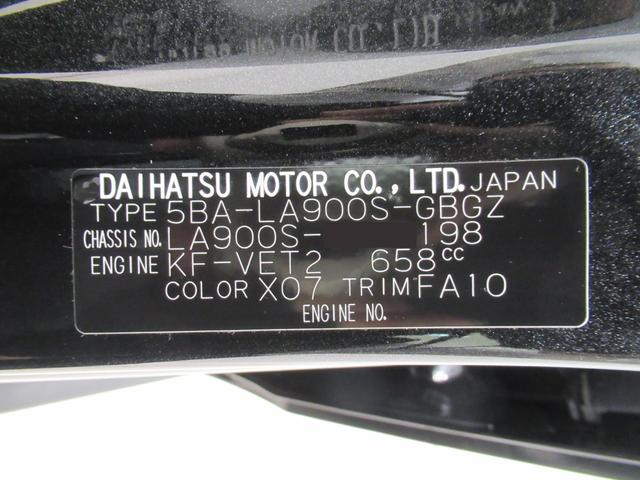 DAIHATSU MOTOR CO., LTD. JAPAN
TYPE 5BA-LA900S-GBGZ
CHASSIS NO. LA900S- 198
ENGINE KF-VET2 658cc
COLOR X07 TRIM FA10
ENGINE NO.